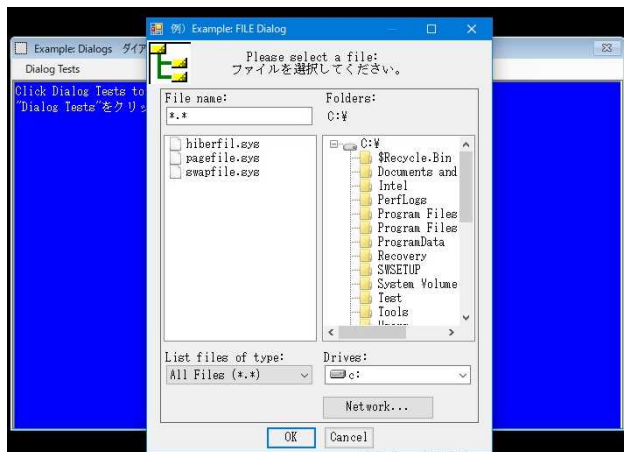 例) Example: FILE Dialog
Example: Dialogs
Dialog Tests
Click Dialog Tests to
"Dialog Tests"をクリッ
Please select a file:
ファイルを選択してください。
File name:
*.*
hiberfil.sys
pagefile.sys
swapfile.sys
Folders:
C:¥
C:¥
$Recycle.Bin
Documents and
Intel
PerfLogs
Program Files
Program Files
ProgramData
Recovery
SWSETUP
System Volume
Test
Tools
List files of type:
All Files (*.*)
Drives:
c:
Network...
OK
Cancel